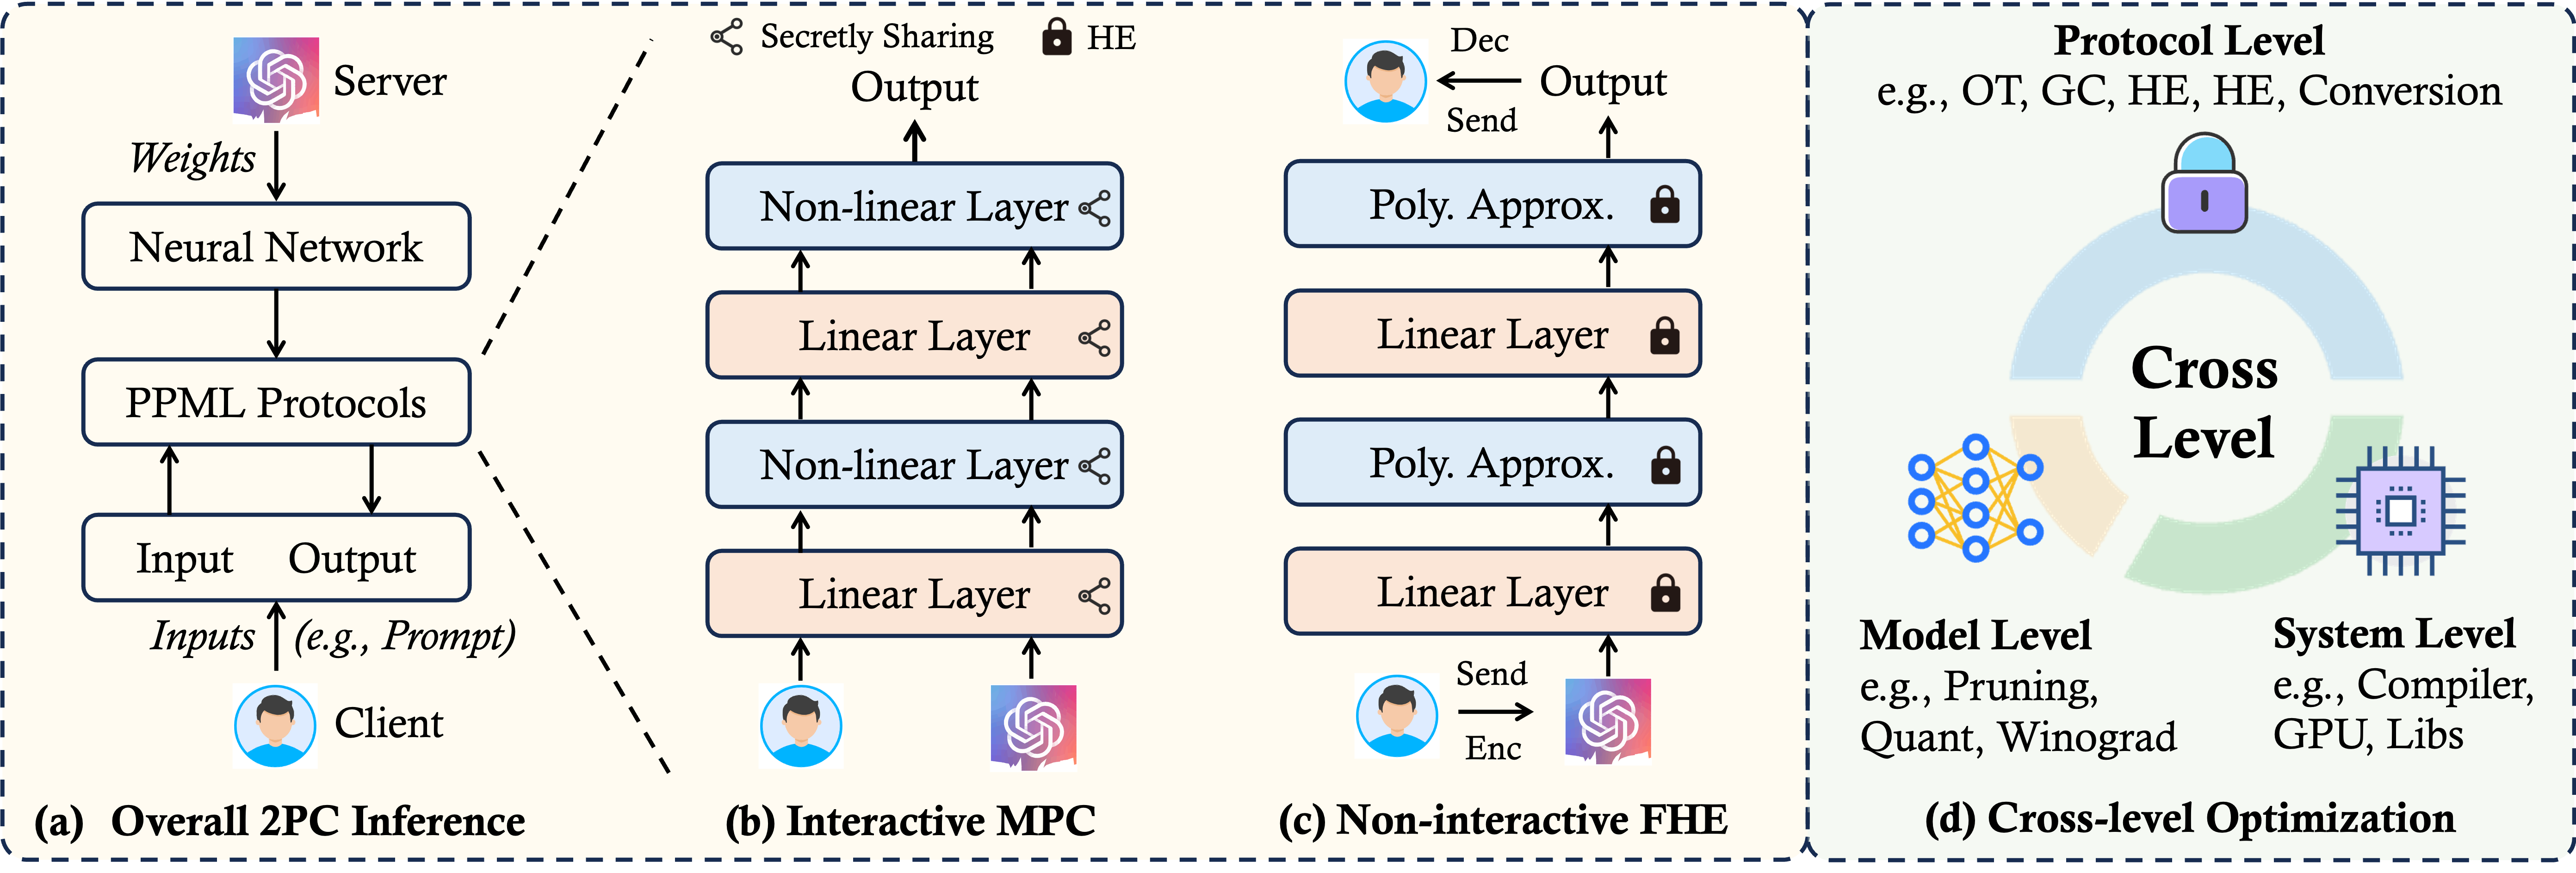 Server
Weights
Neural Network
PPML Protocols
Input Output
Inputs (e.g., Prompt)
Client
(a) Overall 2PC Inference
Secretly Sharing HE
Output
Non-linear Layer
Linear Layer
Non-linear Layer
Linear Layer
(b) Interactive MPC
Dec
Output
Send
Poly. Approx.
Linear Layer
Poly. Approx.
Linear Layer
Send
Enc
(c) Non-interactive FHE
Protocol Level
e.g., OT, GC, HE, HE, Conversion
Cross
Level
Model Level
e.g., Pruning,
Quant, Winograd
System Level
e.g., Compiler,
GPU, Libs
(d) Cross-level Optimization